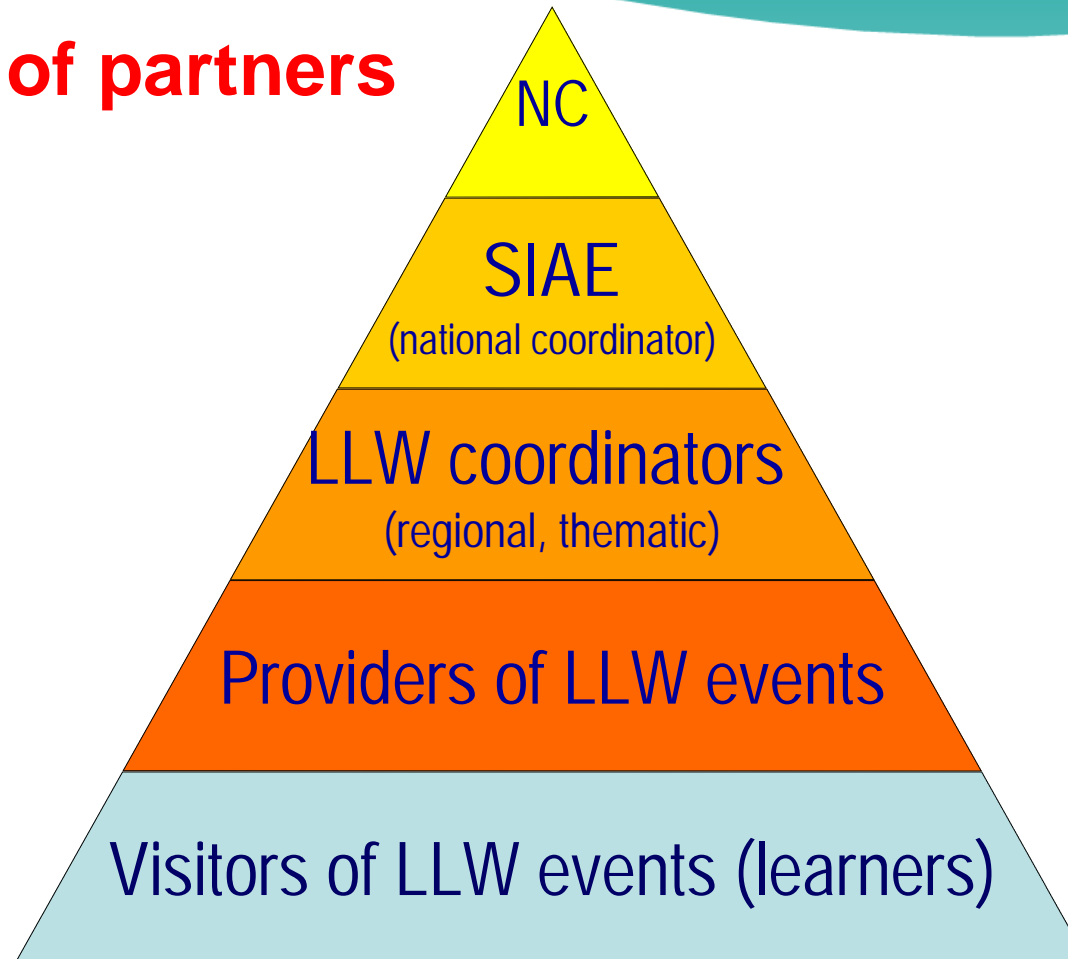 of partners
NC
SIAE
(national coordinator)
LLW coordinators
(regional, thematic)
Providers of LLW events
Visitors of LLW events (learners)